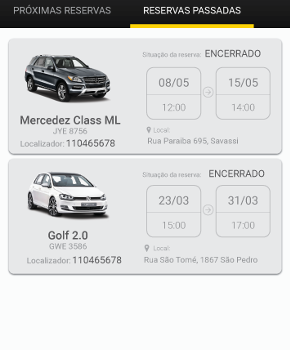 PRÓXIMAS RESERVAS RESERVAS PASSADAS
Situação da reserva: ENCERRADO
08/05 15/05
12:00 14:00
Mercedez Class ML
JYE 8756
Localizador: 110465678
Local:
Rua Paraíba 695, Savassi
Situação da reserva: ENCERRADO
23/03 31/03
15:00 17:00
Golf 2.0
GWE 3586
Localizador: 110465678
Local:
Rua São Tomé, 1867 São Pedro